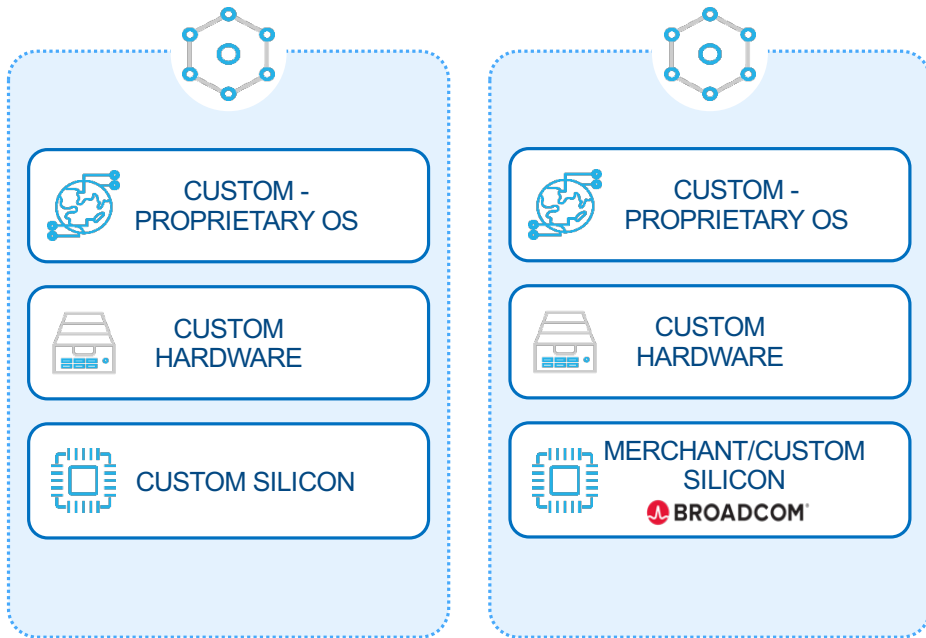 CUSTOM -
PROPRIETARY OS
CUSTOM
HARDWARE
CUSTOM SILICON
CUSTOM -
PROPRIETARY OS
CUSTOM
HARDWARE
MERCHANT/CUSTOM
SILICON
BROADCOM